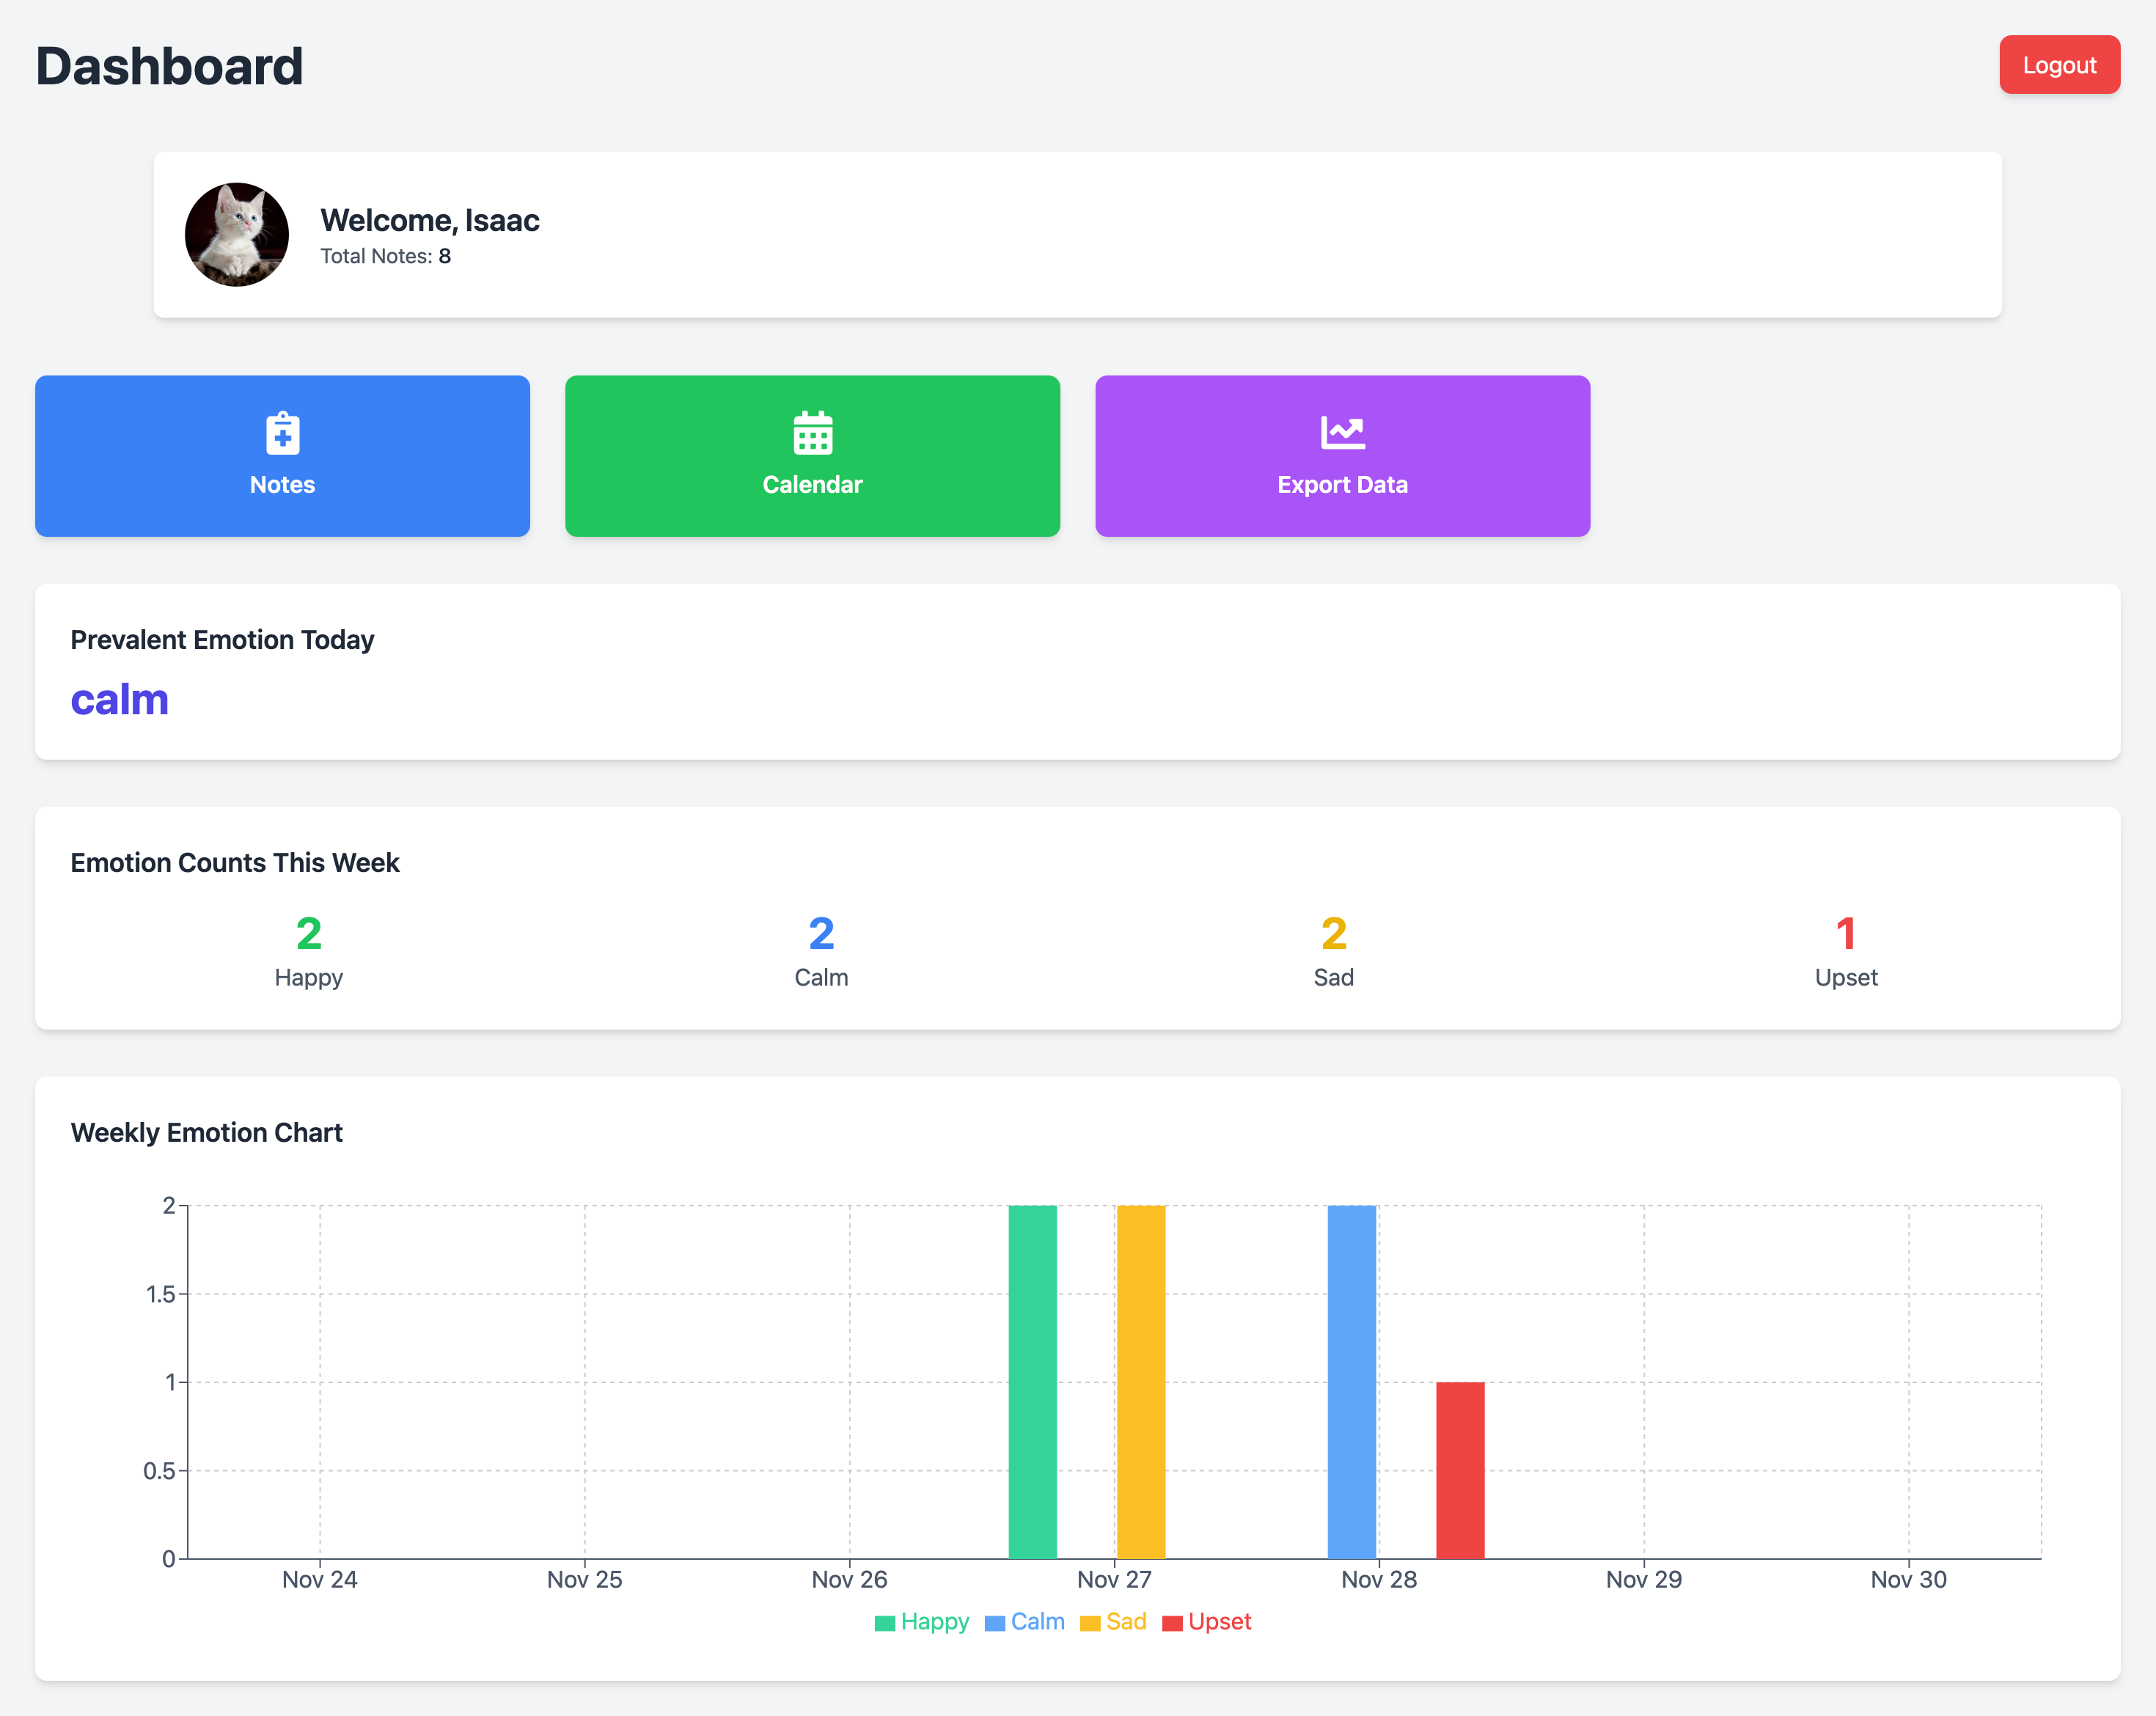 Dashboard
Logout
Welcome, Isaac
Total Notes: 8
Notes
Calendar
Export Data
Prevalent Emotion Today
calm
Emotion Counts This Week
2
Happy
2
Calm
2
Sad
1
Upset
Weekly Emotion Chart
2
1.5
1
0.5
0
Nov 24 Nov 25 Nov 26 Nov 27 Nov 28 Nov 29 Nov 30
Happy Calm Sad Upset